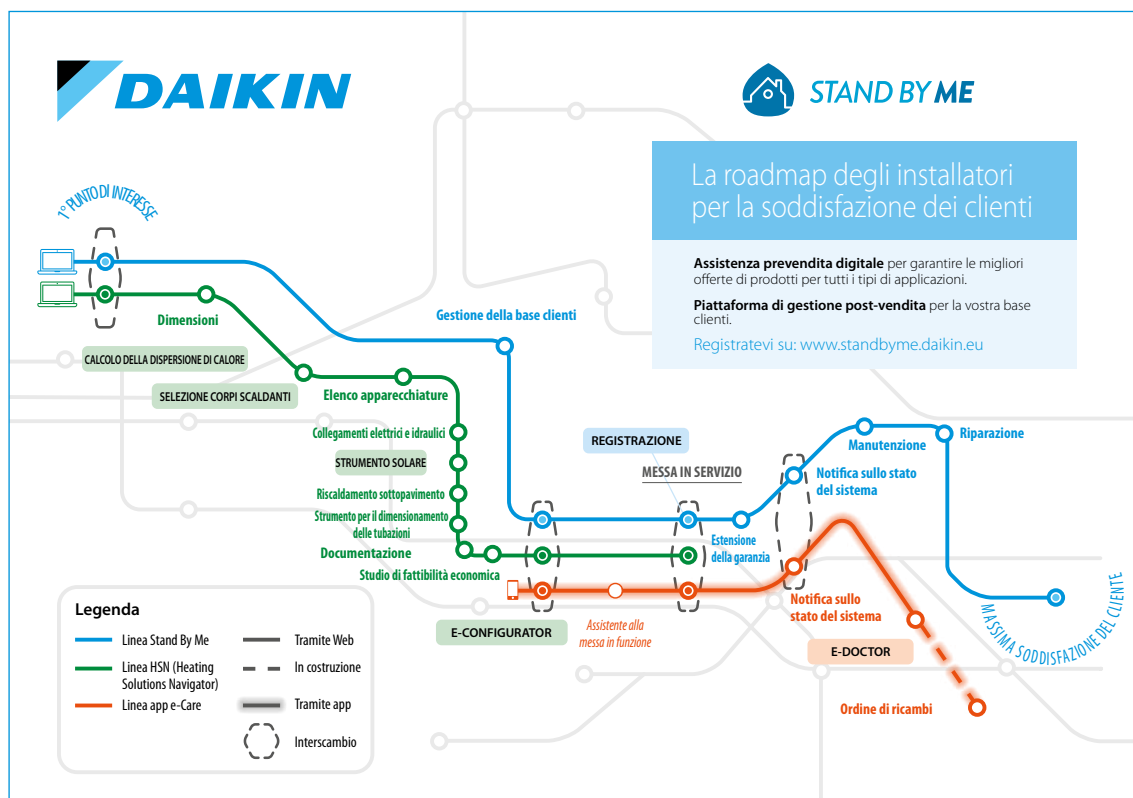 DAIKIN
STAND BY ME
La roadmap degli installatori
per la soddisfazione dei clienti
Assistenza prevendita digitale per garantire le migliori
offerte di prodotti per tutti i tipi di applicazioni.
Piattaforma di gestione post-vendita per la vostra base
clienti.
Registratevi su: www.standbyme.daikin.eu
1° PUNTO DI INTERESSE
Dimensioni
CALCOLO DELLA DISPERSIONE DI CALORE
SELEZIONE CORPI SCALDANTI
Elenco apparecchiature
Collegamenti elettrici e idraulici
STRUMENTO SOLARE
Riscaldamento sottopavimento
Strumento per il dimensionamento
delle tubazioni
Documentazione
Studio di fattibilità economica
Gestione della base clienti
REGISTRAZIONE
MESSA IN SERVIZIO
Estensione
della garanzia
Notifica sullo stato
del sistema
Manutenzione
Riparazione
E-CONFIGURATOR
Assistente alla
messa in funzione
Notifica sullo
stato del sistema
E-DOCTOR
Ordine di ricambi
MASSIMA SODDISFAZIONE DEL CLIENTE
Legenda
Linea Stand By Me
Linea HSN (Heating
Solutions Navigator)
Linea app e-Care
Tramite Web
In costruzione
Tramite app
Interscambio